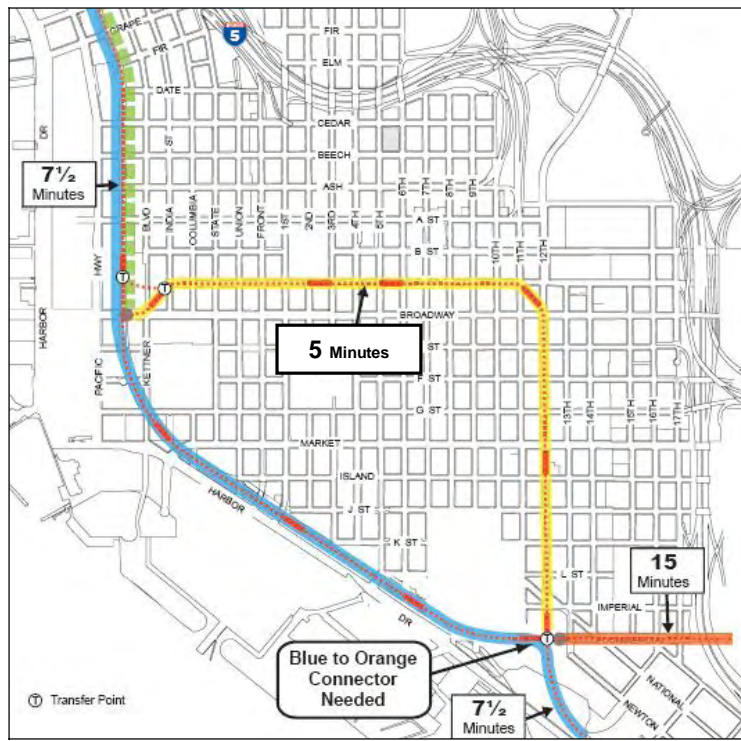 GRAPE
FIR
DATE
ST
DR
5
FIR
ELM
CEDAR
BEECH
ASH
7½
Minutes
6TH
7TH
8TH
9TH
BLVD
INDIA
COLUMBIA
STATE
UNION
FRONT
1ST
2ND
3RD
4TH
5TH
A ST
B ST
10TH
11TH
12TH
HWY
T
T
HARBOR
PACIFIC
KETTNER
BROADWAY
5 Minutes
ST
F ST
G ST
13TH
14TH
15TH
16TH
17TH
MARKET
ISLAND
HARBOR
J ST
K ST
L ST
DR
15
Minutes
IMPERIAL
T
Blue to Orange
Connector
Needed
NATIONAL
NEWTON
7½
Minutes
T Transfer Point